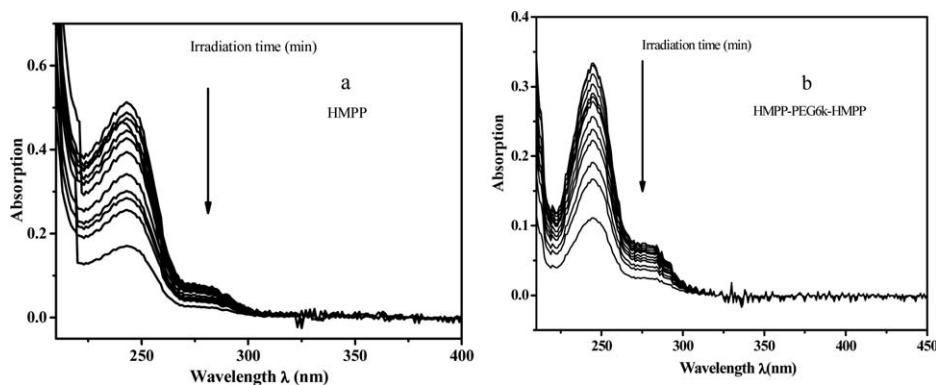 Irradiation time (min)
a
HMPP
0.6
0.4
0.2
0.0
Absorption
250
300
350
400
Wavelength λ (nm)
Irradiation time (min)
b
HMPP-PEG6k-HMPP
0.4
0.3
0.2
0.1
0.0
Absorption
250
300
350
400
450
Wavelength λ(nm)